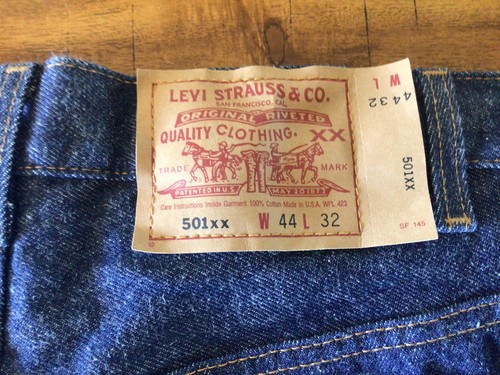 LEVI STRAUSS & CO.
SAN FRANCISCO, CAL.
ORIGINAL RIVETED
QUALITY CLOTHING. XX
TRADE MARK
PATENTED IN U.S. MAY 20 1873
Care Instructions Inside Garment. 100% Cotton Made in U.S.A. WPL 423
501xx W 44 L 32
W L
44 32
501XX
SF 145